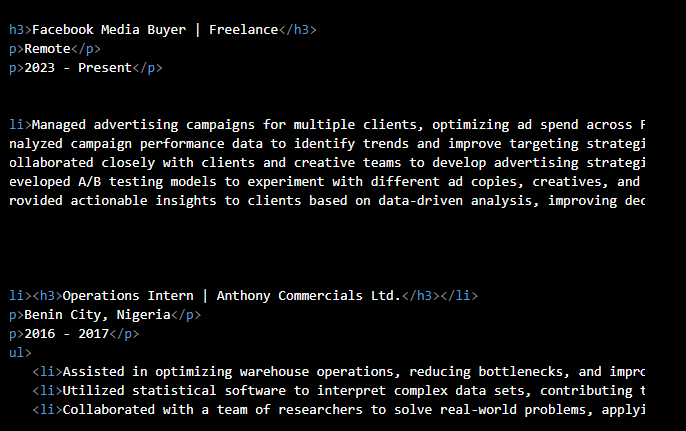 h3>Facebook Media Buyer | Freelance</h3>
p>Remote</p>
p>2023 - Present</p>
li>Managed advertising campaigns for multiple clients, optimizing ad spend across F
nalyzed campaign performance data to identify trends and improve targeting strategi
ollaborated closely with clients and creative teams to develop advertising strategi
eveloped A/B testing models to experiment with different ad copies, creatives, and
rovided actionable insights to clients based on data-driven analysis, improving dec
li><h3>Operations Intern | Anthony Commercials Ltd.</h3></li>
p>Benin City, Nigeria</p>
p>2016 - 2017</p>
ul>
<li>Assisted in optimizing warehouse operations, reducing bottlenecks, and impro
<li>Utilized statistical software to interpret complex data sets, contributing t
<li>Collaborated with a team of researchers to solve real-world problems, applyi